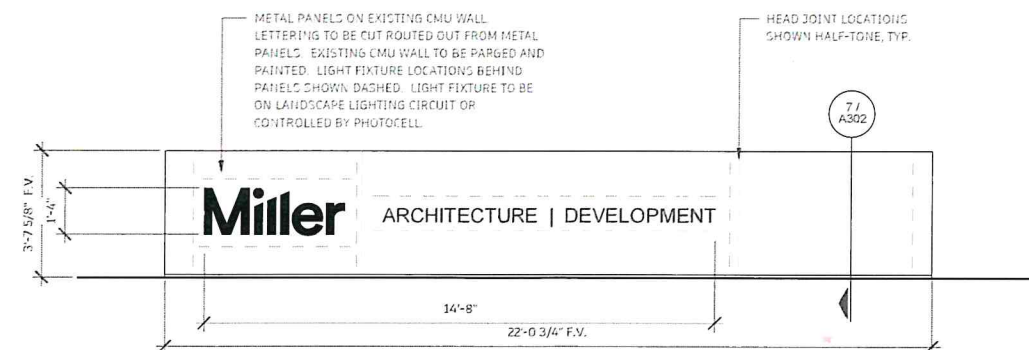 METAL PANELS ON EXISTING CMU WALL.
LETTERING TO BE CUT ROUTED OUT FROM METAL
PANELS. EXISTING CMU WALL TO BE PARGED AND
PAINTED. LIGHT FIXTURE LOCATIONS BEHIND
PANELS SHOWN DASHED. LIGHT FIXTURE TO BE
ON LANDSCAPE LIGHTING CIRCUIT OR
CONTROLLED BY PHOTOCELL.
HEAD JOINT LOCATIONS
SHOWN HALF-TONE, TYP.
7 /
A302
3'-7 5/8" F.V.
1'-4"
Miller
ARCHITECTURE | DEVELOPMENT
14'-8"
22'-0 3/4" F.V.